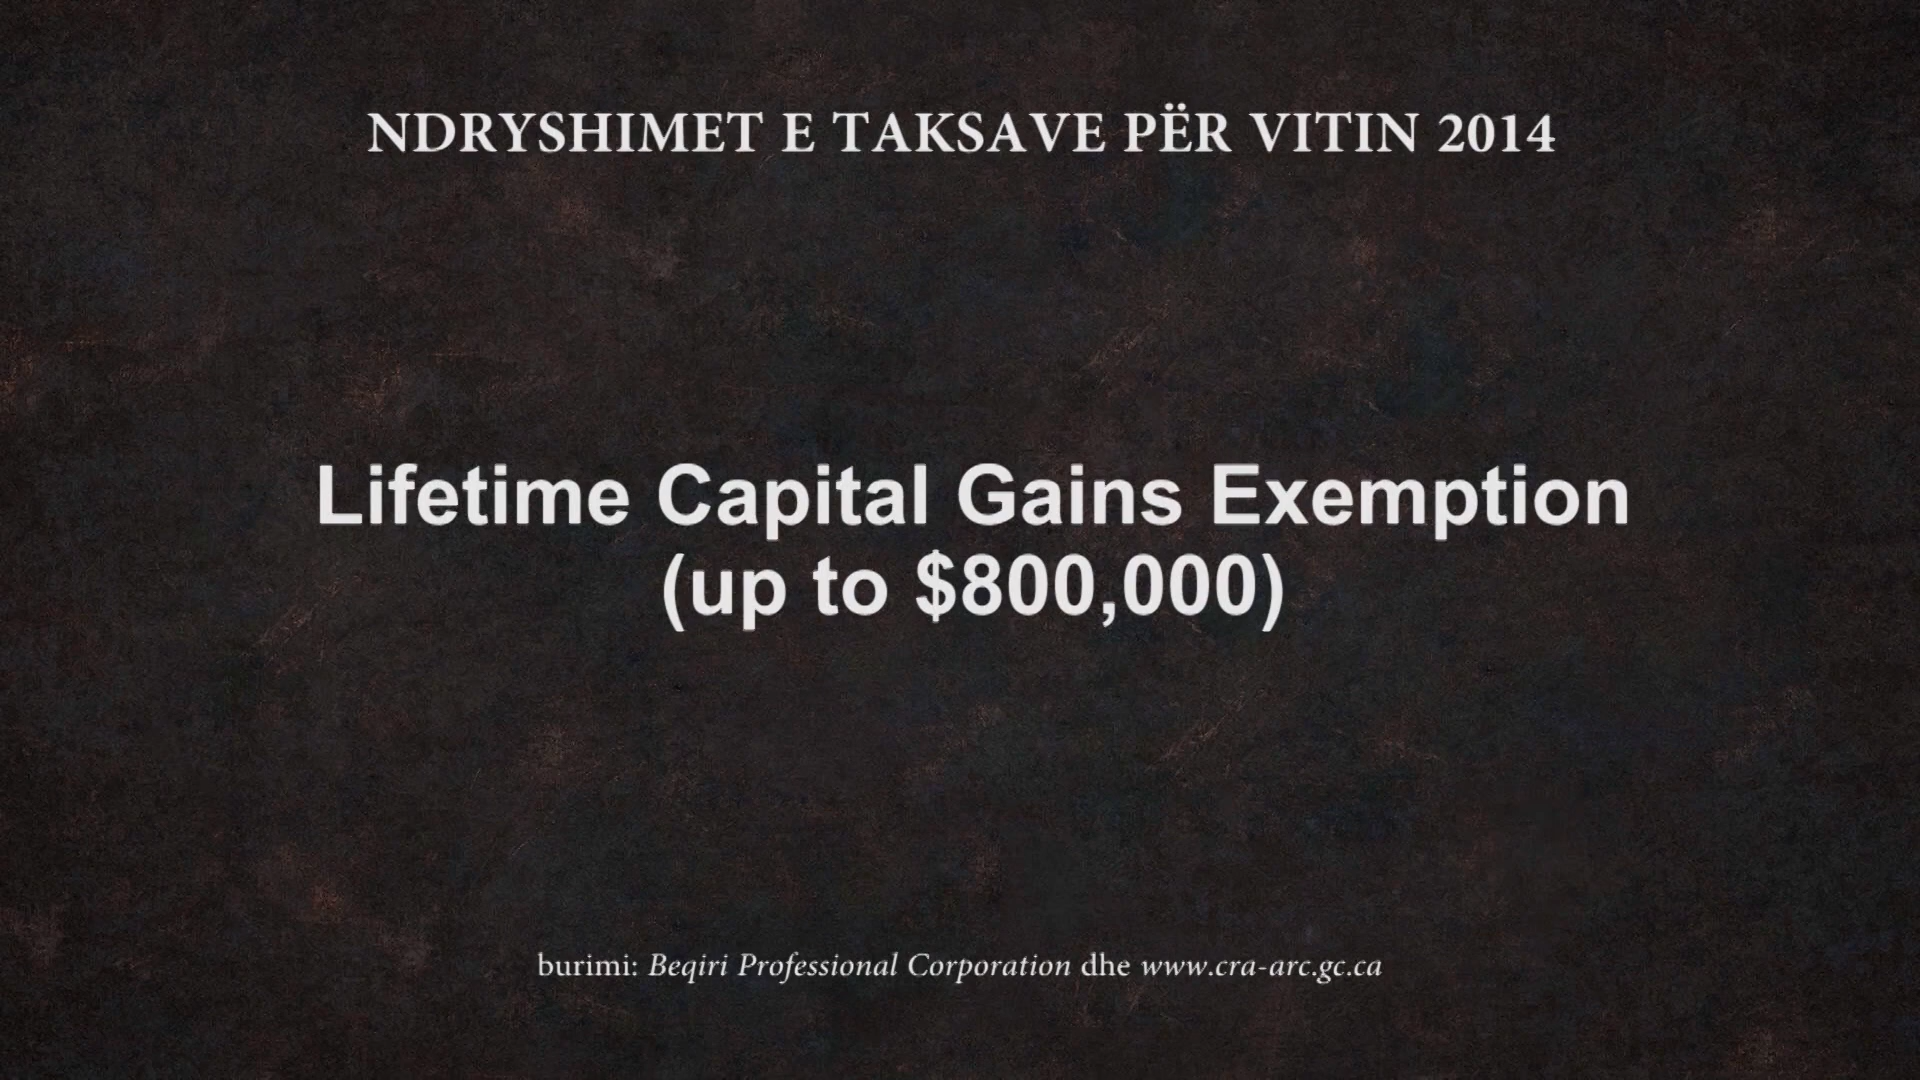 NDRYSHIMET E TAKSAVE PËR VITIN 2014
Lifetime Capital Gains Exemption
(up to $800,000)
burimi: Beqiri Professional Corporation dhe www.cra-arc.gc.ca